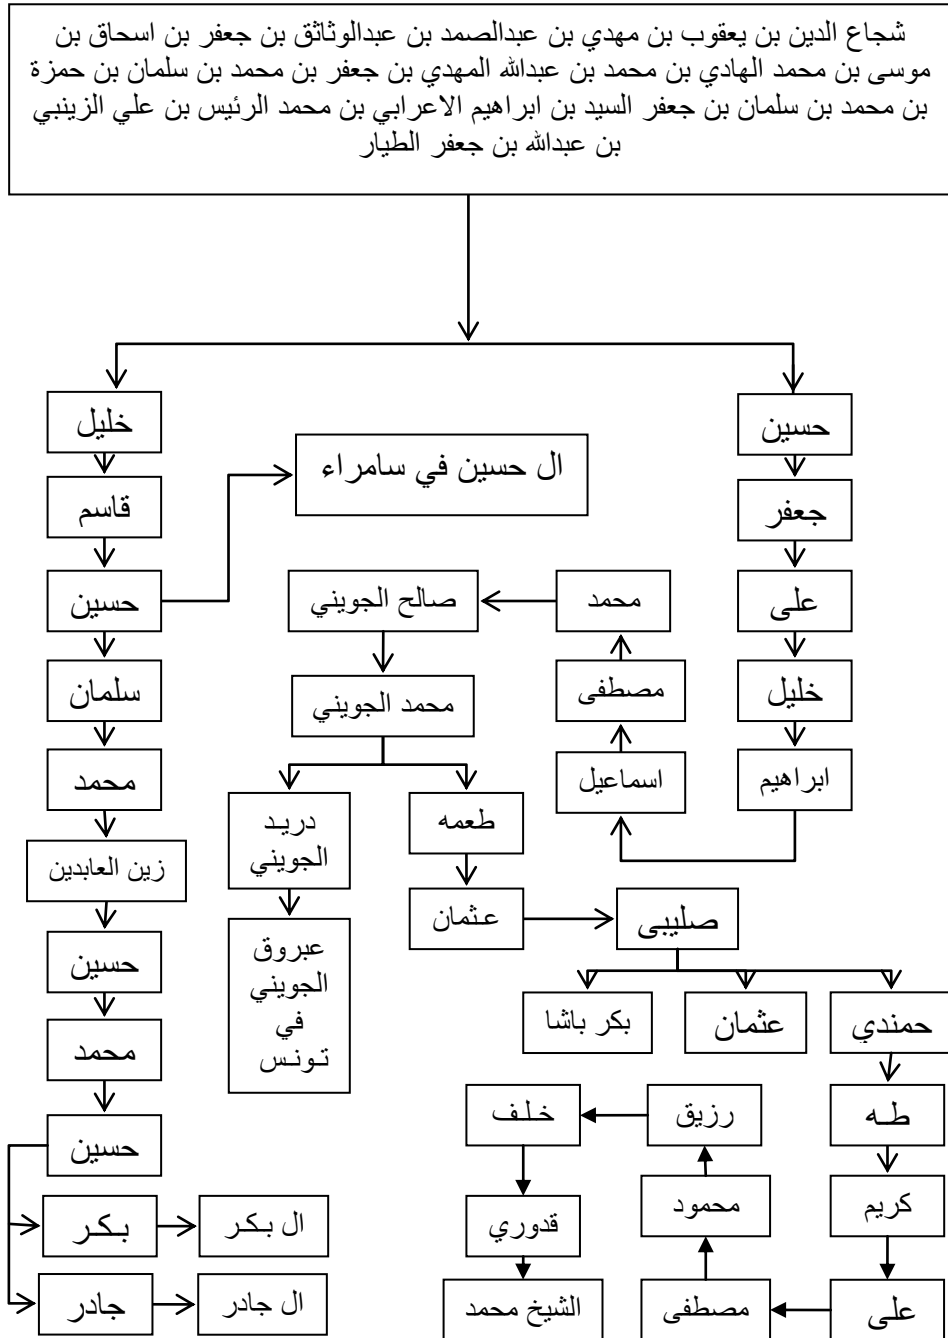 شجاع الدين بن يعقوب بن مهدي بن عبدالصمد بن عبدالوثائق بن جعفر بن اسحاق بن
موسى بن محمد الهادي بن محمد بن عبدالله المهدي بن جعفر بن محمد بن سلمان بن حمزة
بن محمد بن سلمان بن جعفر السيد بن ابراهيم الاعرابي بن محمد الرئيس بن علي الزينبي
بن عبدالله بن جعفر الطيار
حسين
جعفر
على
خليل
ابراهيم
اسماعيل
مصطفى
محمد
صالح الجويني
محمد الجويني
طعمه
عثمان
صليبى
حمندي
عثمان
بكر باشا
طه
كريم
على
مصطفى
محمود
رزيق
خلف
قدوري
الشيخ محمد
دريد
الجويني
عبروق
الجويني
في
تونس
خليل
قاسم
حسين
ال حسين في سامراء
سلمان
محمد
زين العابدين
حسين
محمد
حسين
بكر
ال بكر
جادر
ال جادر